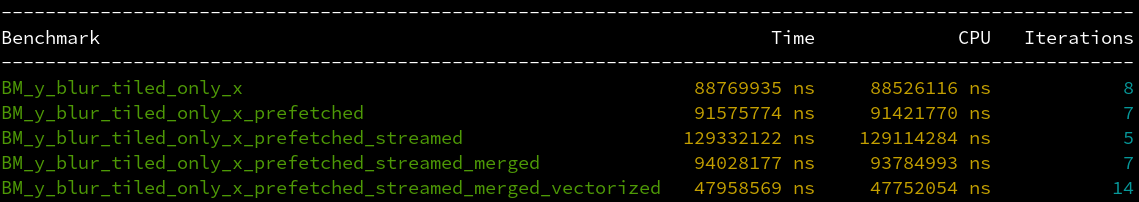 Benchmark Time CPU Iterations
BM_y_blur_tiled_only_x 88769935 ns 88526116 ns 8
BM_y_blur_tiled_only_x_prefetched 91575774 ns 91421770 ns 7
BM_y_blur_tiled_only_x_prefetched_streamed 129332122 ns 129114284 ns 5
BM_y_blur_tiled_only_x_prefetched_streamed_merged 94028177 ns 93784993 ns 7
BM_y_blur_tiled_only_x_prefetched_streamed_merged_vectorized 47958569 ns 47752054 ns 14